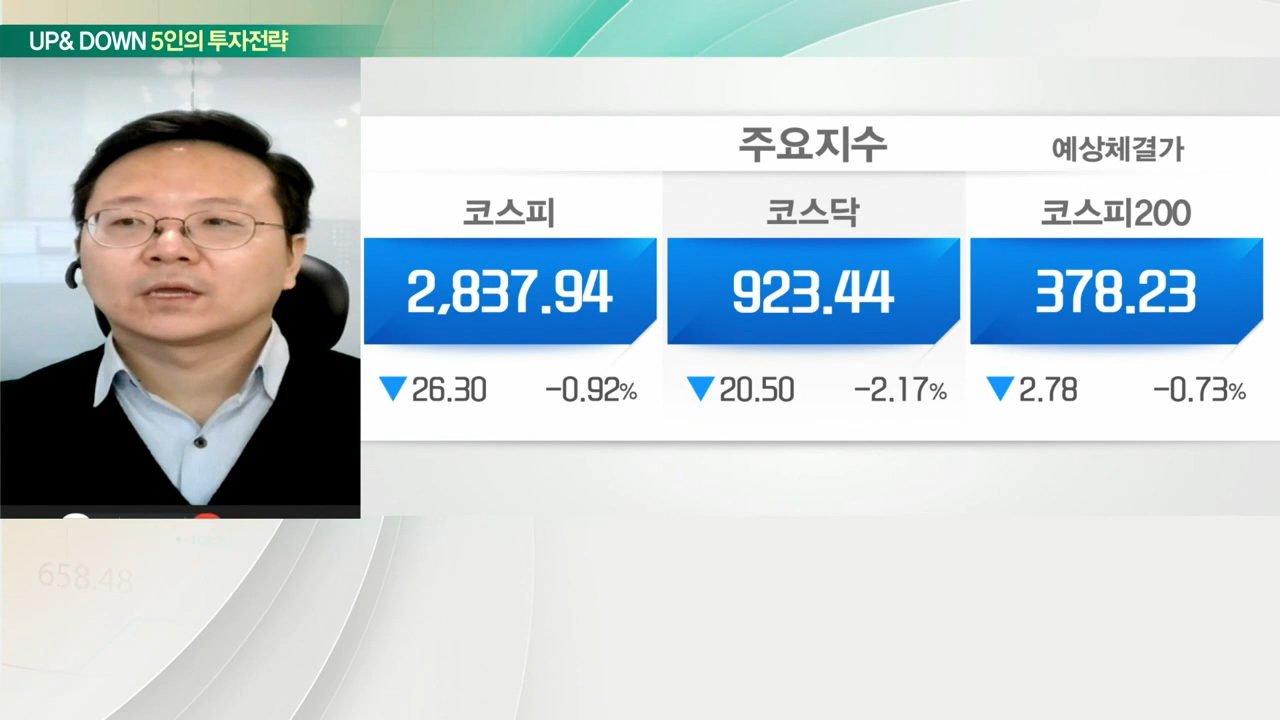 UP& DOWN 5인의 투자전략
주요지수
예상체결가
코스피
코스닥
코스피200
2,837.94
923.44
378.23
▼26.30 -0.92%
▼20.50 -2.17%
▼2.78 -0.73%
658.48